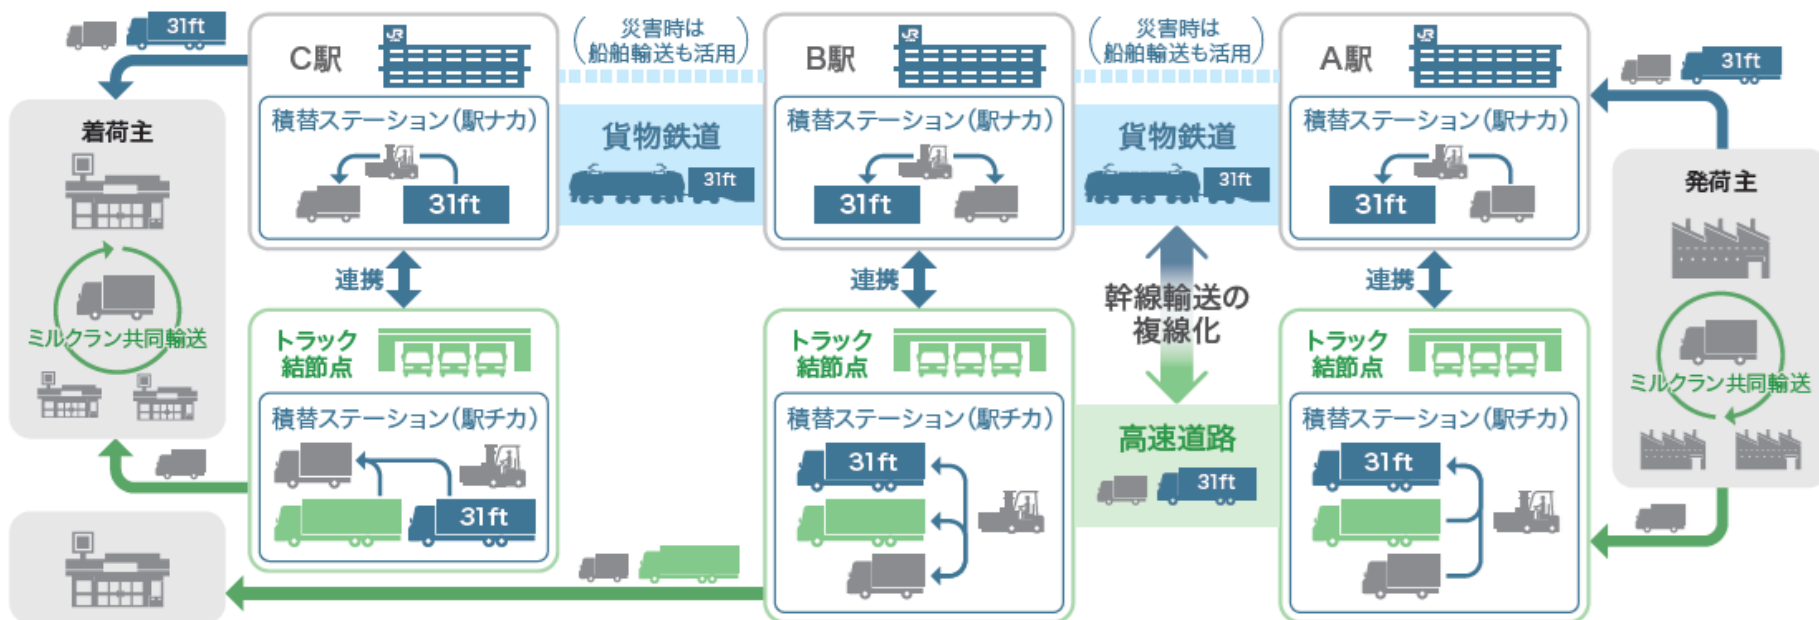 31ft
C駅
JR
積替ステーション(駅ナカ)
31ft
(災害時は
船舶輸送も活用)
貨物鉄道
31ft
B駅
JR
積替ステーション(駅ナカ)
31ft
(災害時は
船舶輸送も活用)
貨物鉄道
31ft
A駅
JR
積替ステーション(駅ナカ)
31ft
31ft
着荷主
ミルクラン共同輸送
発荷主
ミルクラン共同輸送
連携
連携
幹線輸送の
複線化
連携
トラック
結節点
積替ステーション(駅チカ)
31ft
トラック
結節点
積替ステーション(駅チカ)
31ft
高速道路
31ft
トラック
結節点
積替ステーション(駅チカ)
31ft